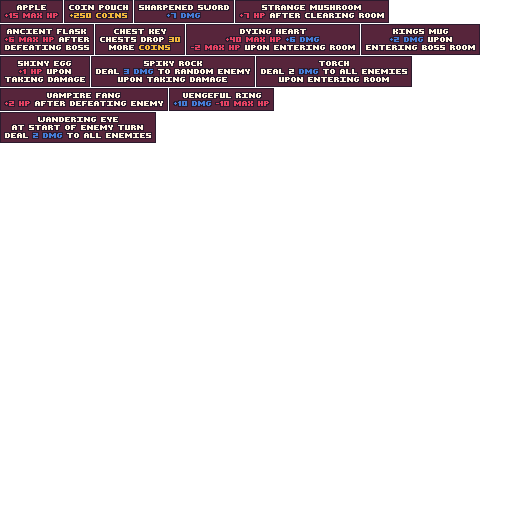 APPLE
+15 MAX HP
COIN POUCH
+250 COINS
SHARPENED SWORD
+7 DMG
STRANGE MUSHROOM
+7 HP AFTER CLEARING ROOM
ANCIENT FLASK
+6 MAX HP AFTER
DEFEATING BOSS
CHEST KEY
CHESTS DROP 30
MORE COINS
DYING HEART
+40 MAX HP +6 DMG
-2 MAX HP UPON ENTERING ROOM
KINGS MUG
+2 DMG UPON
ENTERING BOSS ROOM
SHINY EGG
+1 HP UPON
TAKING DAMAGE
SPIKY ROCK
DEAL 3 DMG TO RANDOM ENEMY
UPON TAKING DAMAGE
TORCH
DEAL 2 DMG TO ALL ENEMIES
UPON ENTERING ROOM
VAMPIRE FANG
+2 HP AFTER DEFEATING ENEMY
VENGEFUL RING
+10 DMG -10 MAX HP
WANDERING EYE
AT START OF ENEMY TURN
DEAL 2 DMG TO ALL ENEMIES